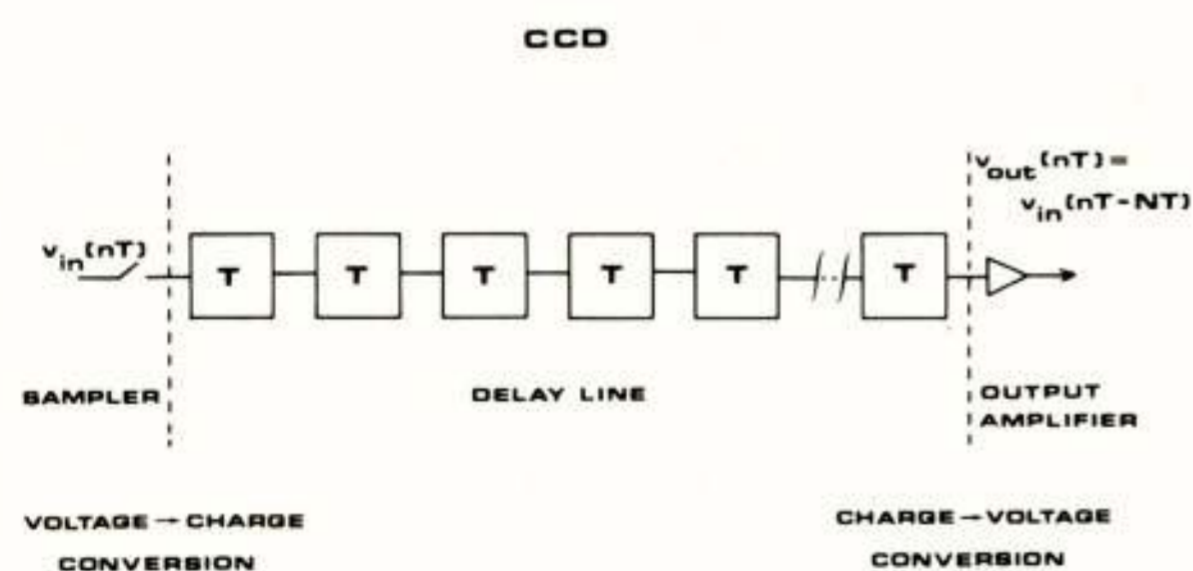 CCD
v_out(nT) =
v_in(nT-NT)
v_in(nT)
T T T T T ... T
SAMPLER
DELAY LINE
OUTPUT
AMPLIFIER
VOLTAGE → CHARGE
CONVERSION
CHARGE → VOLTAGE
CONVERSION